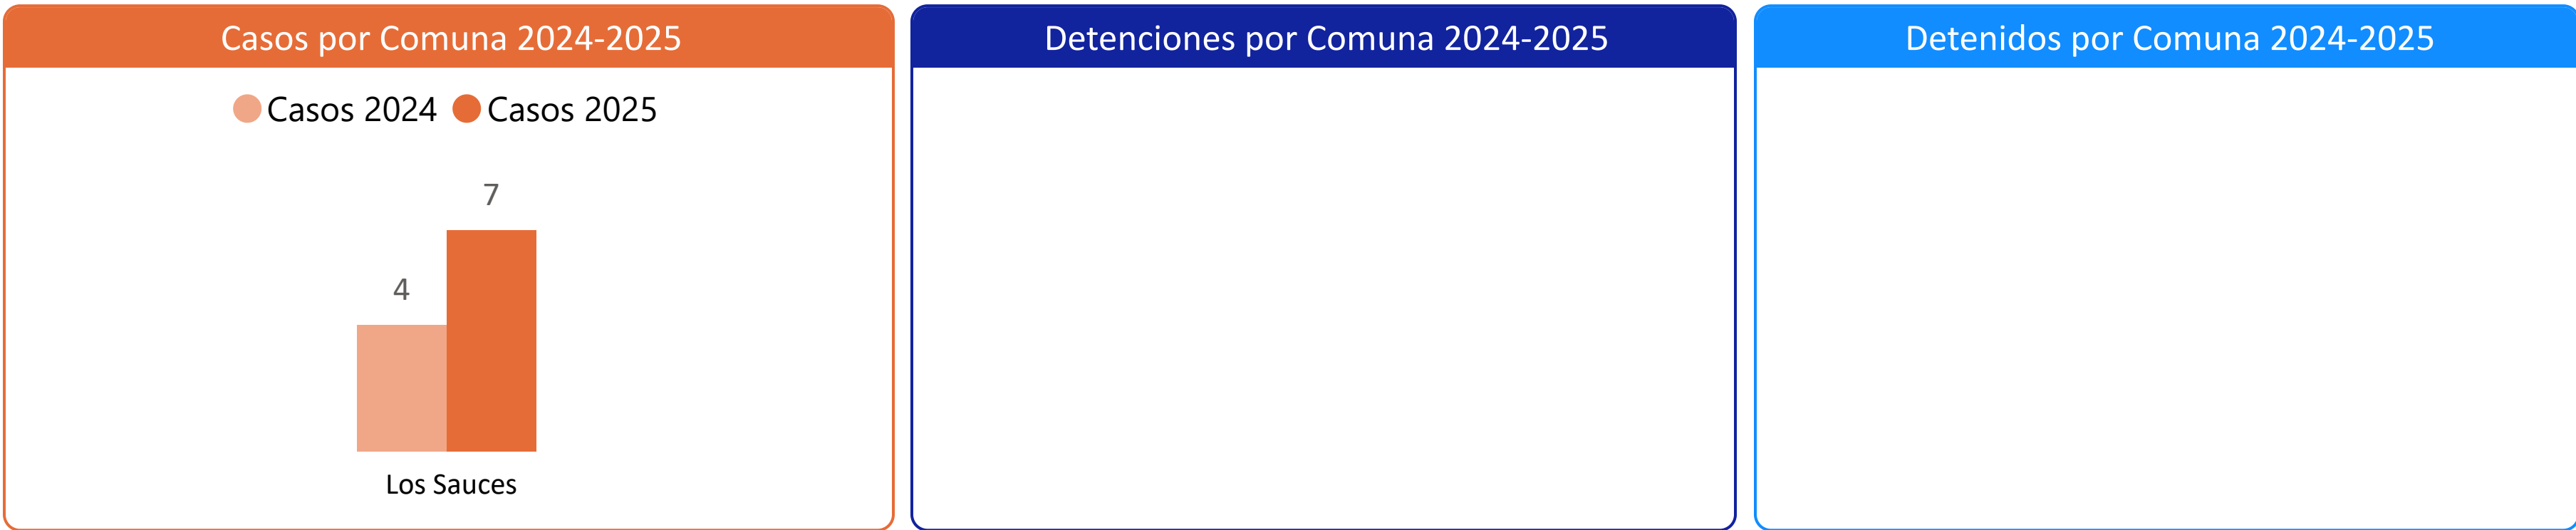 Casos por Comuna 2024-2025
Casos 2024 Casos 2025
7
4
Los Sauces
Detenciones por Comuna 2024-2025
Detenidos por Comuna 2024-2025